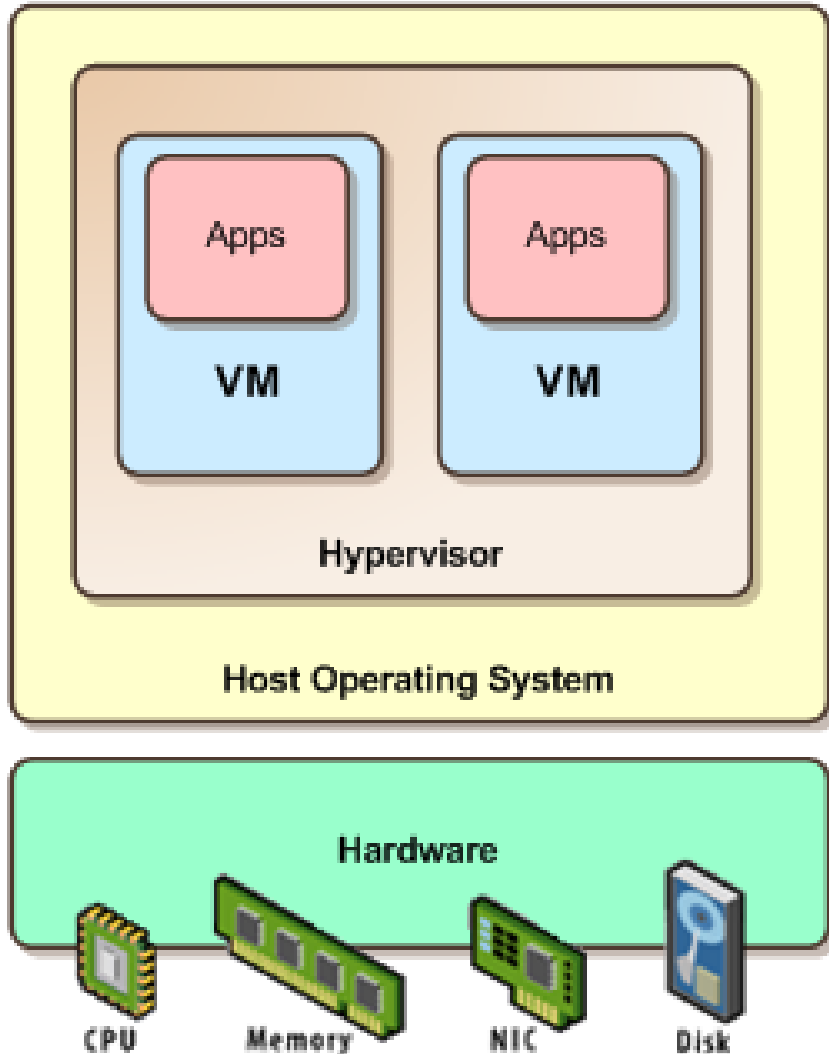 Apps Apps
VM VM
Hypervisor
Host Operating System
Hardware
CPU Memory NIC Disk